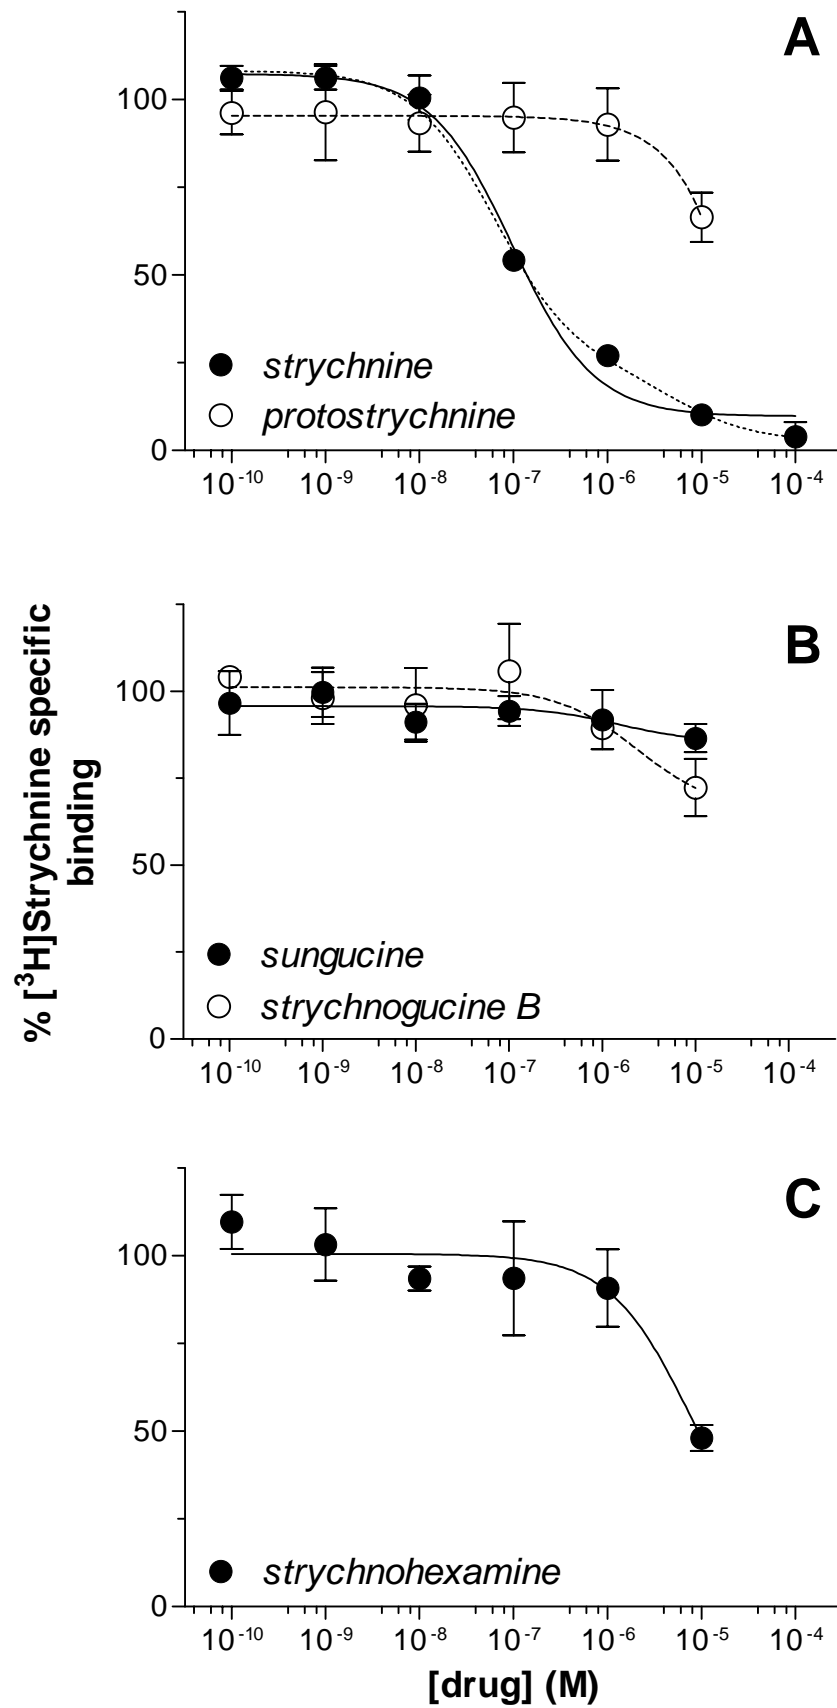 A
100
50
0
strychnine
protostrychnine
10-10 10-9 10-8 10-7 10-6 10-5 10-4
% [3H]Strychnine specific
binding
B
100
50
0
sungucine
strychnogucine B
10-10 10-9 10-8 10-7 10-6 10-5 10-4
C
100
50
0
strychnohexamine
10-10 10-9 10-8 10-7 10-6 10-5 10-4
[drug] (M)